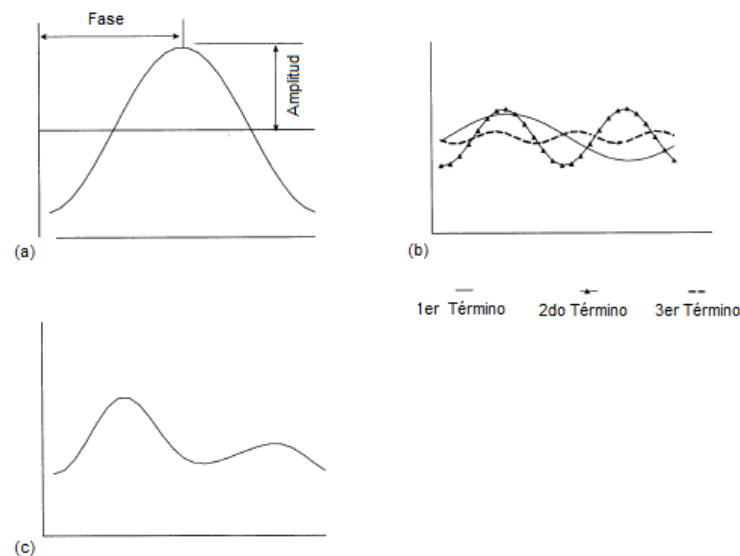 Fase
Amplitud
(a)
(b)
1er Término 2do Término 3er Término
(c)